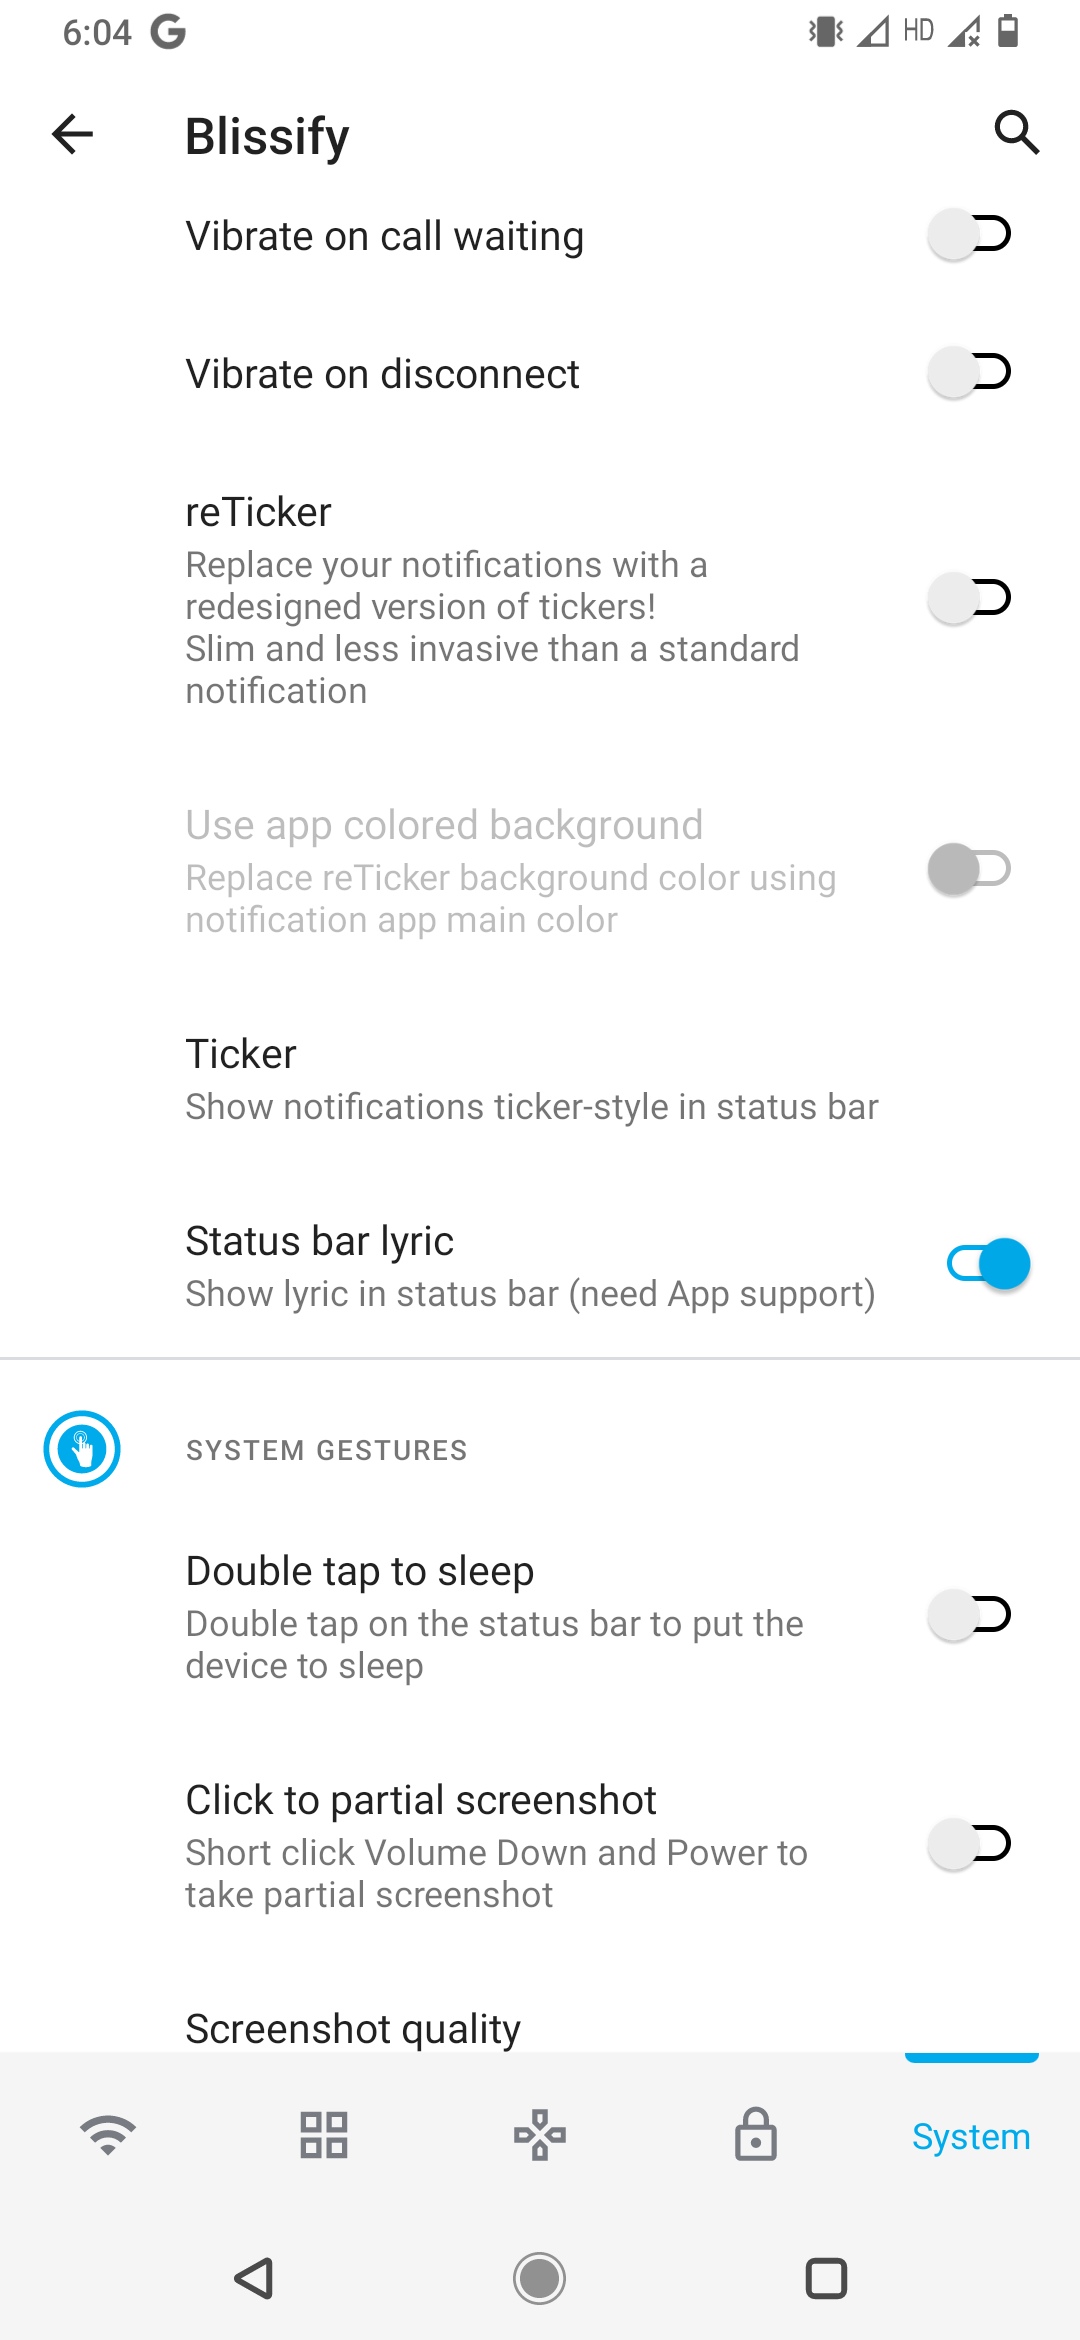 6:04 G HD
Blissify
Vibrate on call waiting
Vibrate on disconnect
reTicker
Replace your notifications with a
redesigned version of tickers!
Slim and less invasive than a standard
notification
Use app colored background
Replace reTicker background color using
notification app main color
Ticker
Show notifications ticker-style in status bar
Status bar lyric
Show lyric in status bar (need App support)
SYSTEM GESTURES
Double tap to sleep
Double tap on the status bar to put the
device to sleep
Click to partial screenshot
Short click Volume Down and Power to
take partial screenshot
Screenshot quality
System